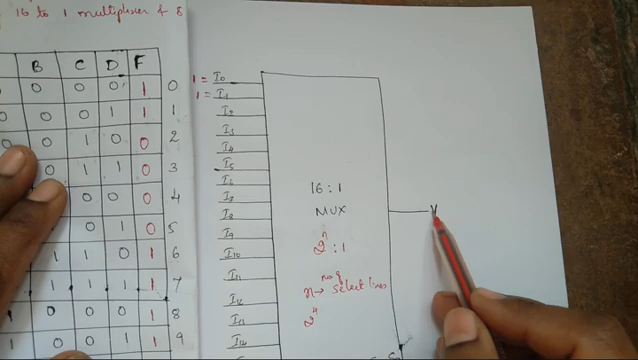 16 to 1 multiplexer & 8
B C D F
0 0 0 1 0
0 0 1 1 1
0 1 0 0 2
0 1 1 0 3
0 0 0 4
0 1 0 5
1 1 0 1 6
1 1 1 1 7
0 0 0 1 8
0 0 1 1 9
1 = I0
1 = I1
I2
I3
I4
I5
I6
I7
I8
I9
I10
I11
I12
I13
I14
16 : 1
MUX
2^n : 1
no of
n → select lines
2^4
Y
S0